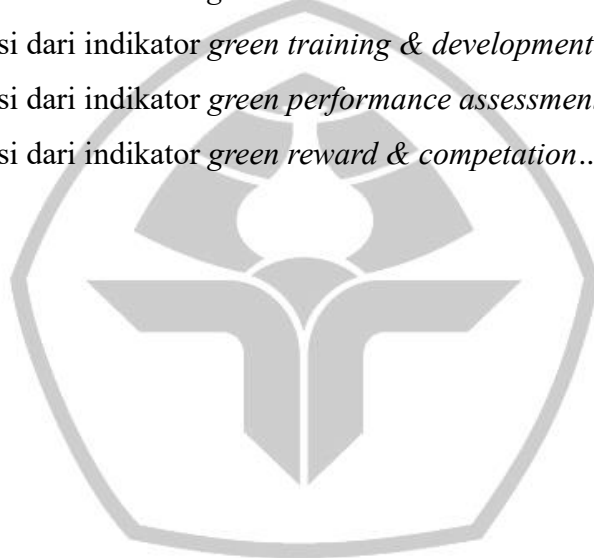 si dari indikator green training & development
si dari indikator green performance assessment
si dari indikator green reward & competation..